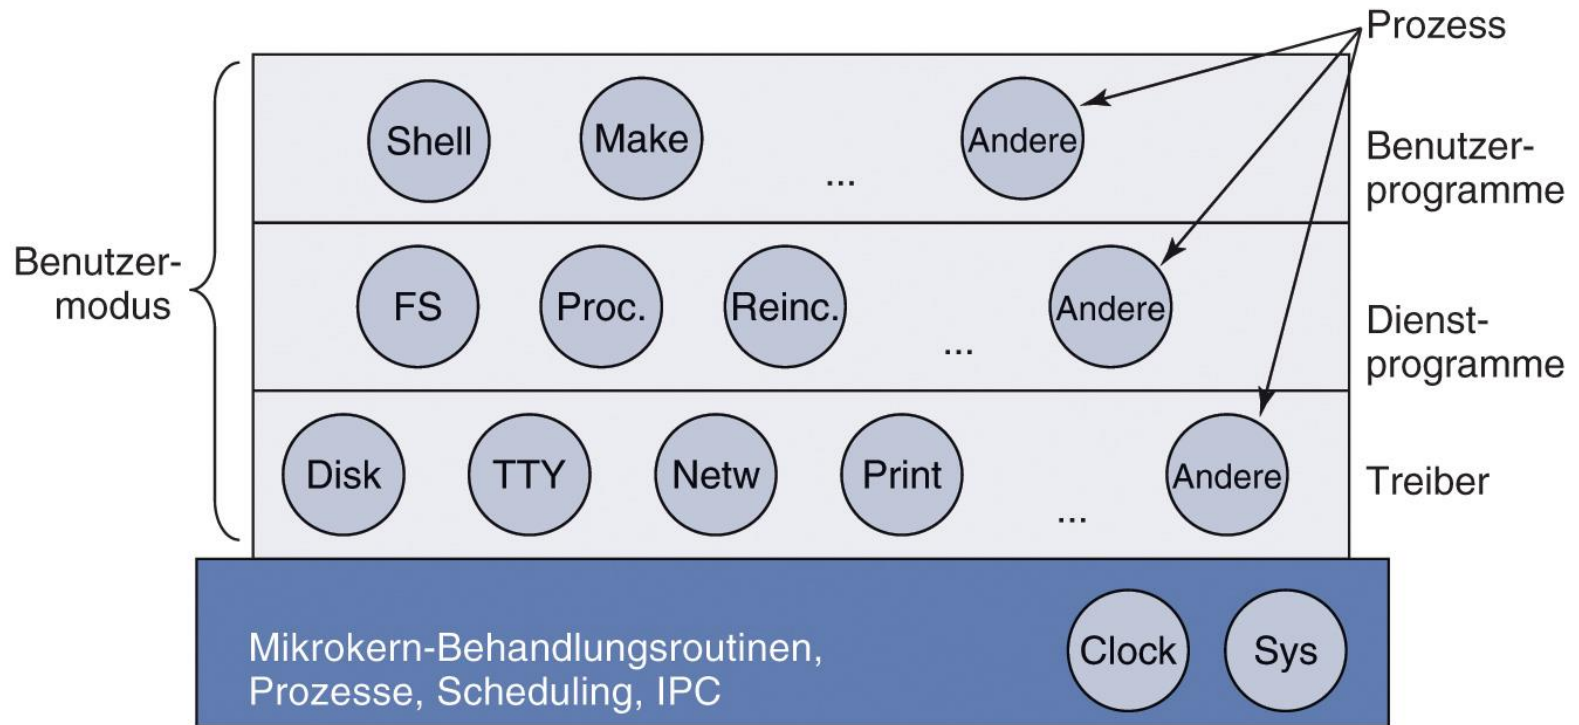 Prozess
Shell
Make
...
Andere
Benutzer-
programme
Benutzer-
modus
FS
Proc.
Reinc.
...
Andere
Dienst-
programme
Disk
TTY
Netw
Print
...
Andere
Treiber
Mikrokern-Behandlungsroutinen,
Prozesse, Scheduling, IPC
Clock
Sys